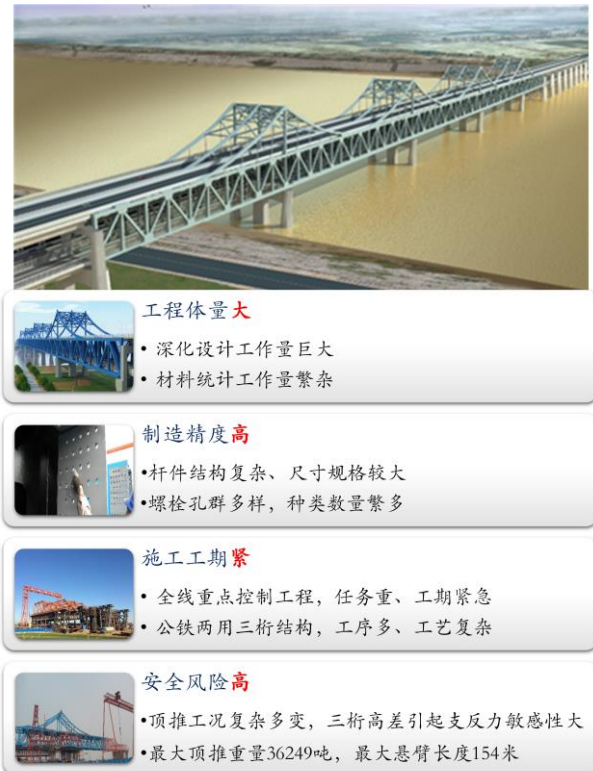 工程体量大
• 深化设计工作量巨大
• 材料统计工作量繁杂
制造精度高
•杆件结构复杂、尺寸规格较大
•螺栓孔群多样，种类数量繁多
施工工期紧
• 全线重点控制工程，任务重、工期紧急
• 公铁两用三桁结构，工序多、工艺复杂
安全风险高
•顶推工况复杂多变，三桁高差引起支反力敏感性大
•最大顶推重量36249吨，最大悬臂长度154米